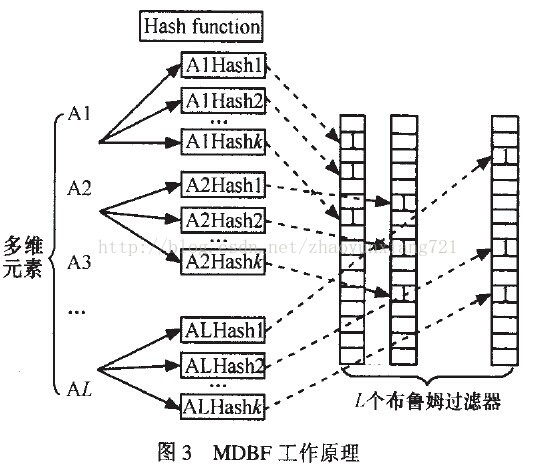 Hash function
A1Hash1
A1Hash2
...
A1Hashk
A2Hash1
A2Hash2
...
A2Hashk
ALHash1
ALHash2
...
ALHashk
A1
A2
A3
...
AL
多维
元素
L个布鲁姆过滤器
图 3 MDBF 工作原理